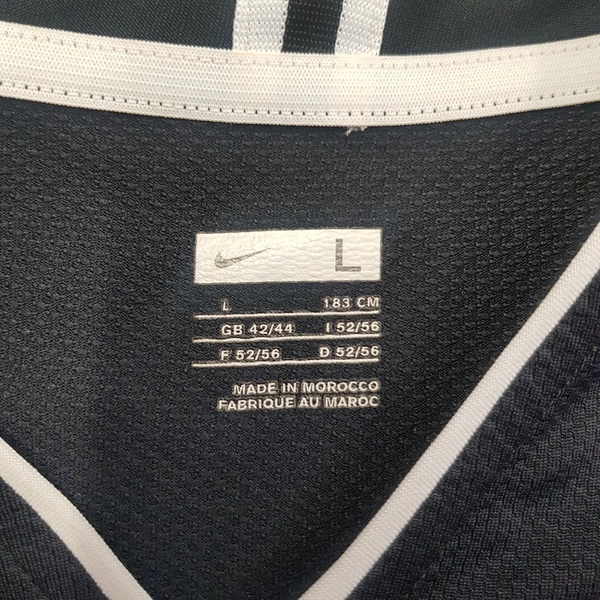 L
L 183 CM
GB 42/44 I 52/56
F 52/56 D 52/56
MADE IN MOROCCO
FABRIQUE AU MAROC